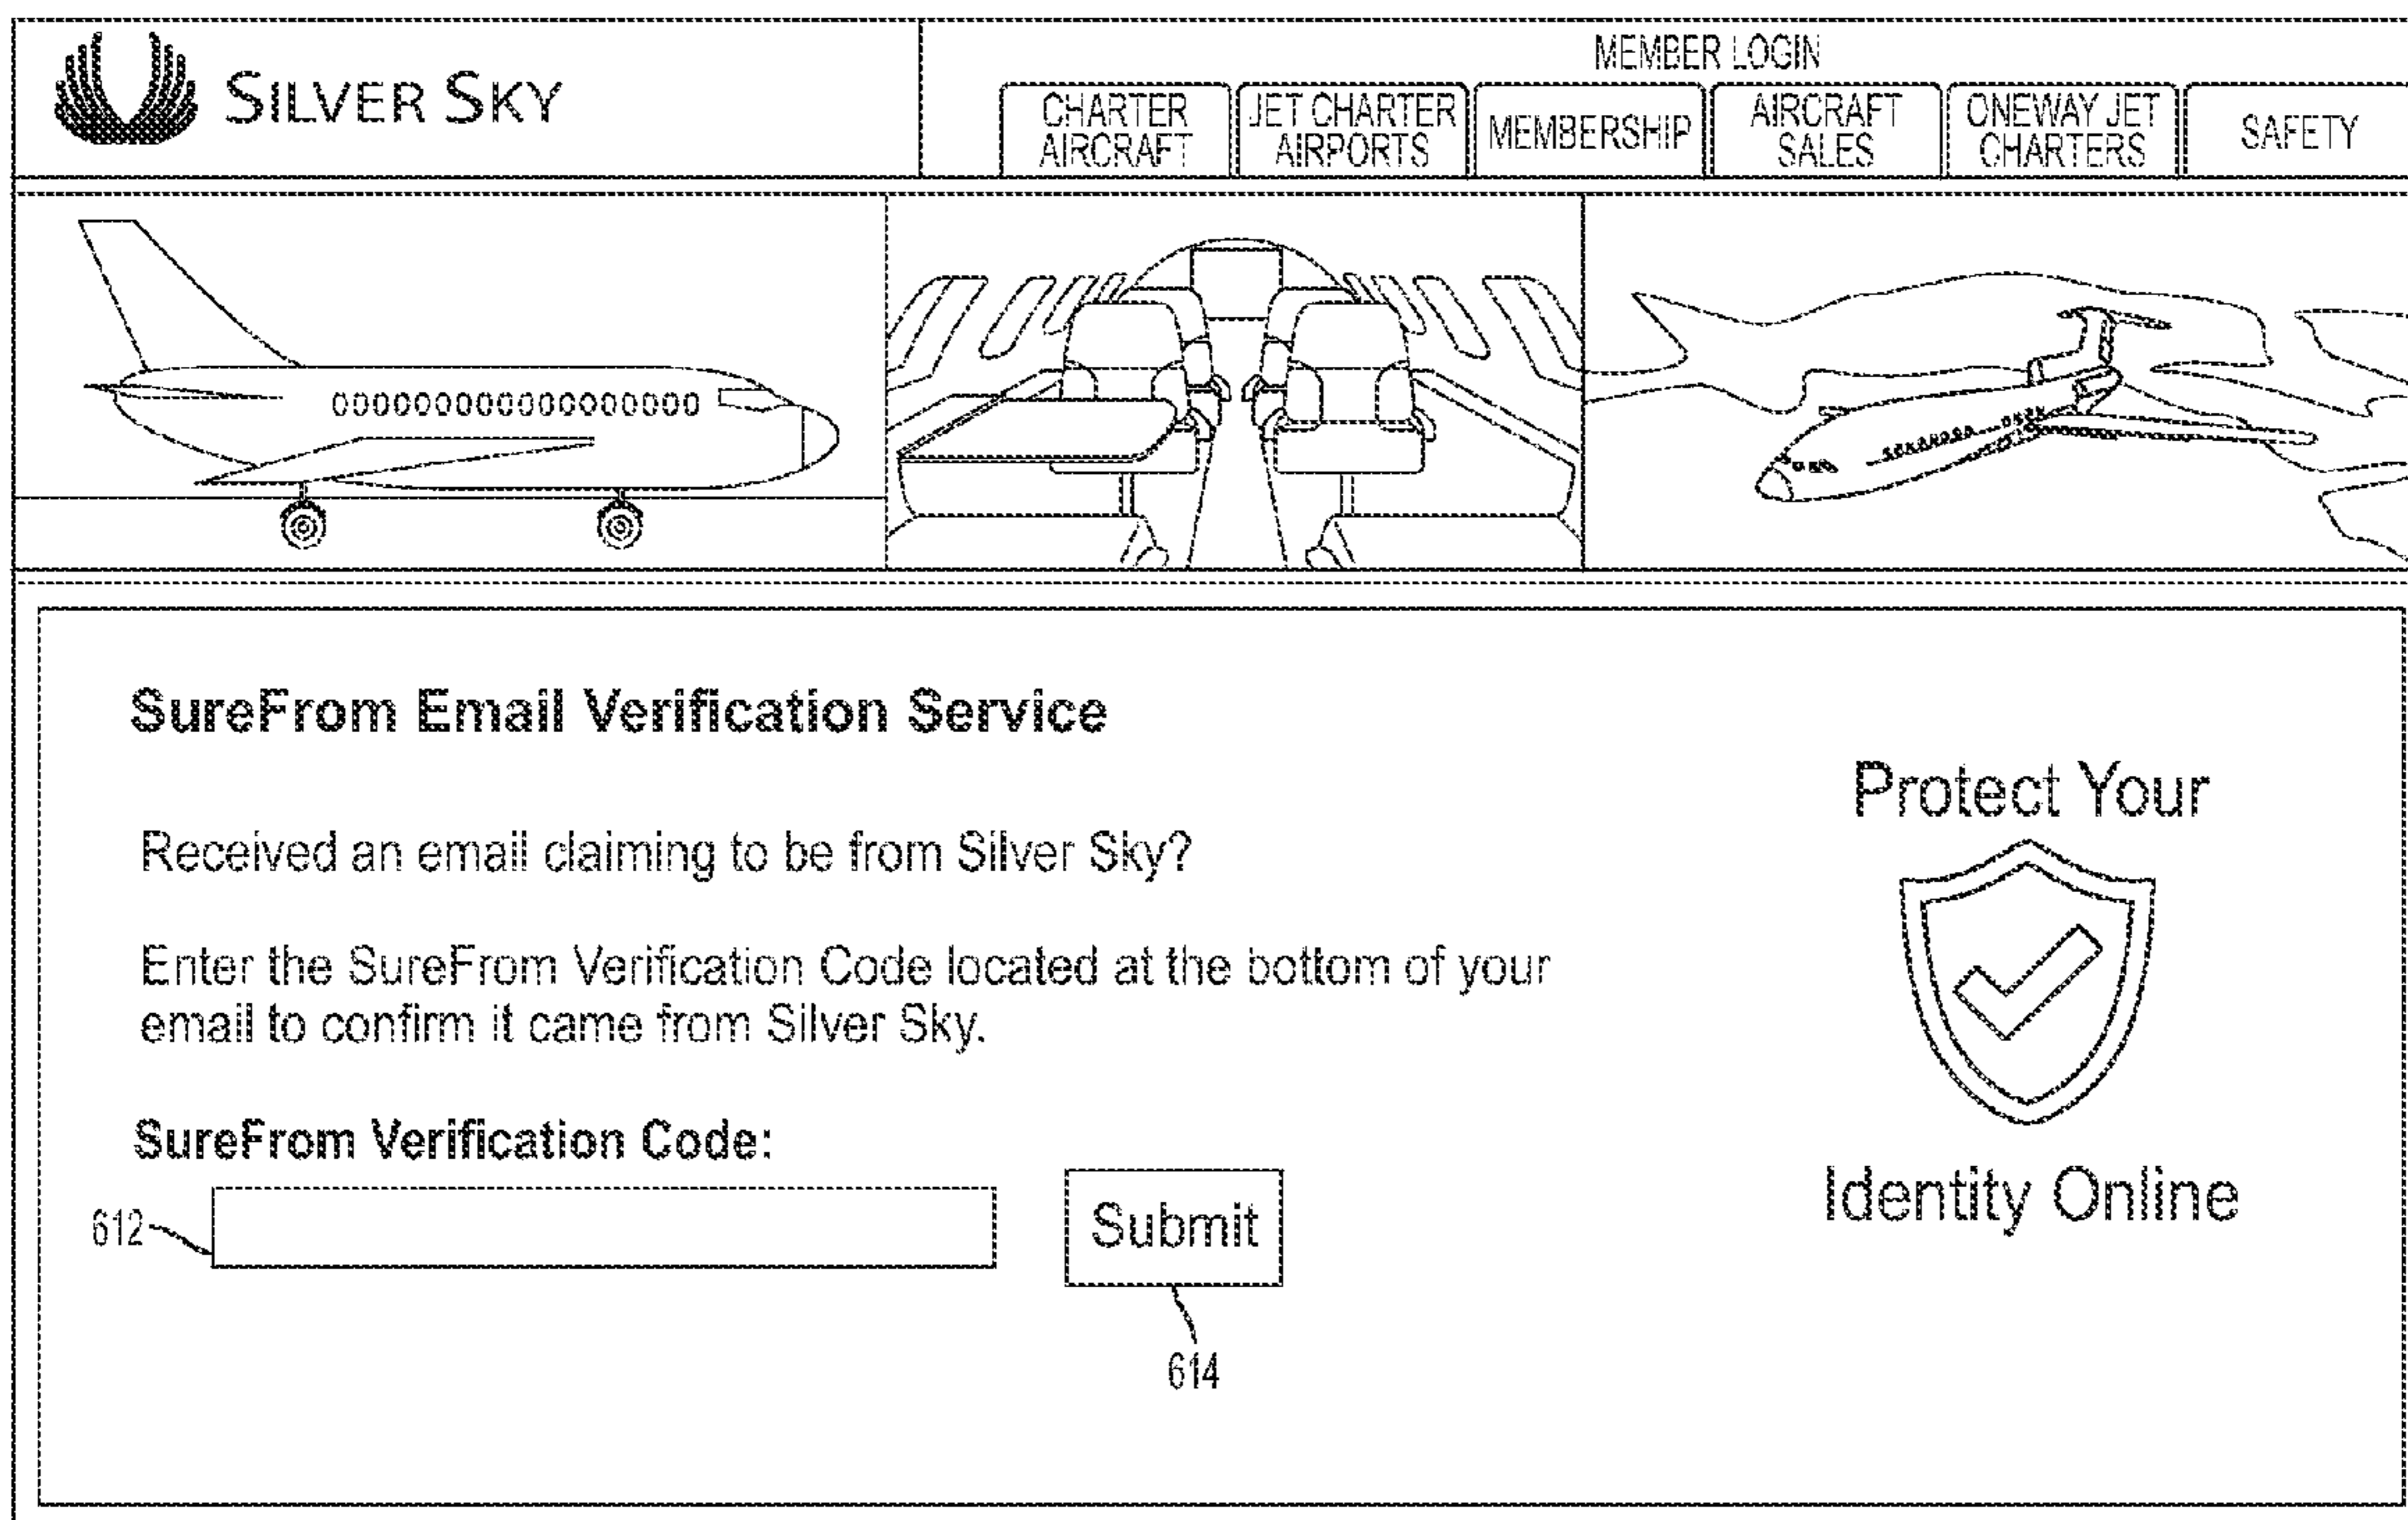 SILVER SKY
MEMBER LOGIN
CHARTER
AIRCRAFT
JET CHARTER
AIRPORTS
MEMBERSHIP
AIRCRAFT
SALES
ONEWAY JET
CHARTERS
SAFETY
SureFrom Email Verification Service
Received an email claiming to be from Silver Sky?
Enter the SureFrom Verification Code located at the bottom of your
email to confirm it came from Silver Sky.
SureFrom Verification Code:
612
Submit
614
Protect Your
Identity Online